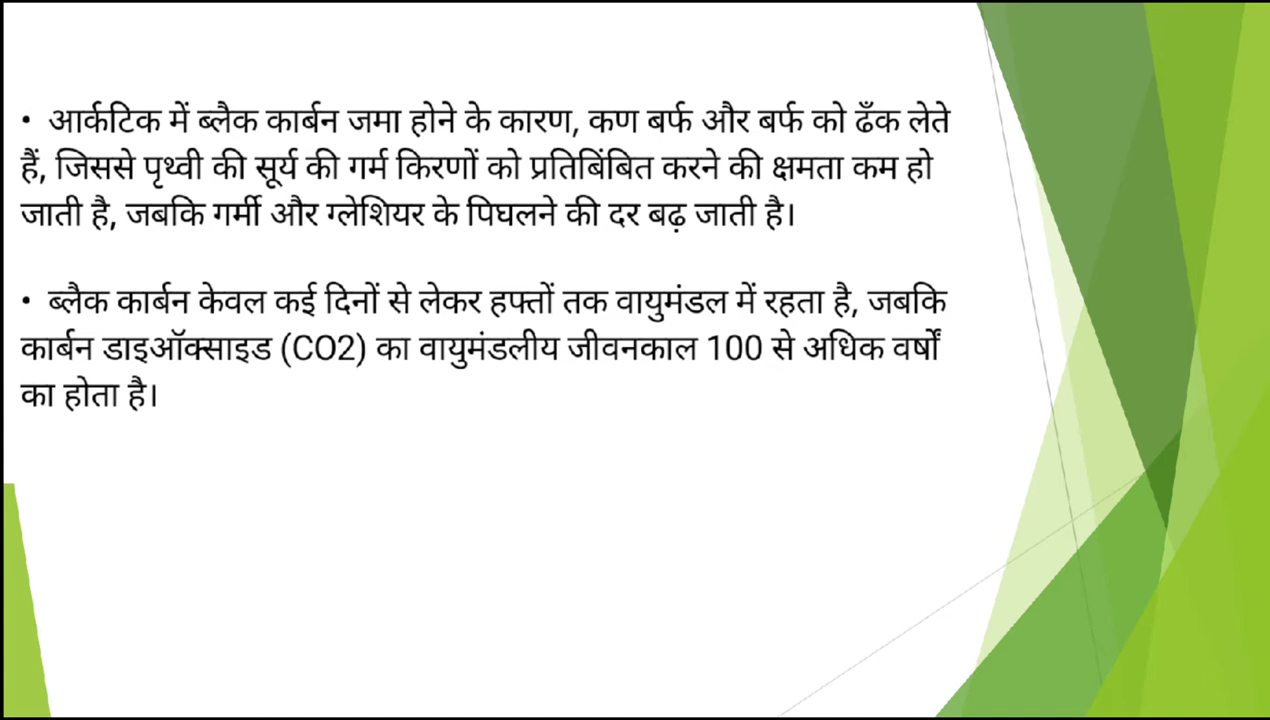 • आर्कटिक में ब्लैक कार्बन जमा होने के कारण, कण बर्फ और बर्फ को ढँक लेते
हैं, जिससे पृथ्वी की सूर्य की गर्म किरणों को प्रतिबिंबित करने की क्षमता कम हो
जाती है, जबकि गर्मी और ग्लेशियर के पिघलने की दर बढ़ जाती है।
• ब्लैक कार्बन केवल कई दिनों से लेकर हफ्तों तक वायुमंडल में रहता है, जबकि
कार्बन डाइऑक्साइड (CO2) का वायुमंडलीय जीवनकाल 100 से अधिक वर्षों
का होता है।